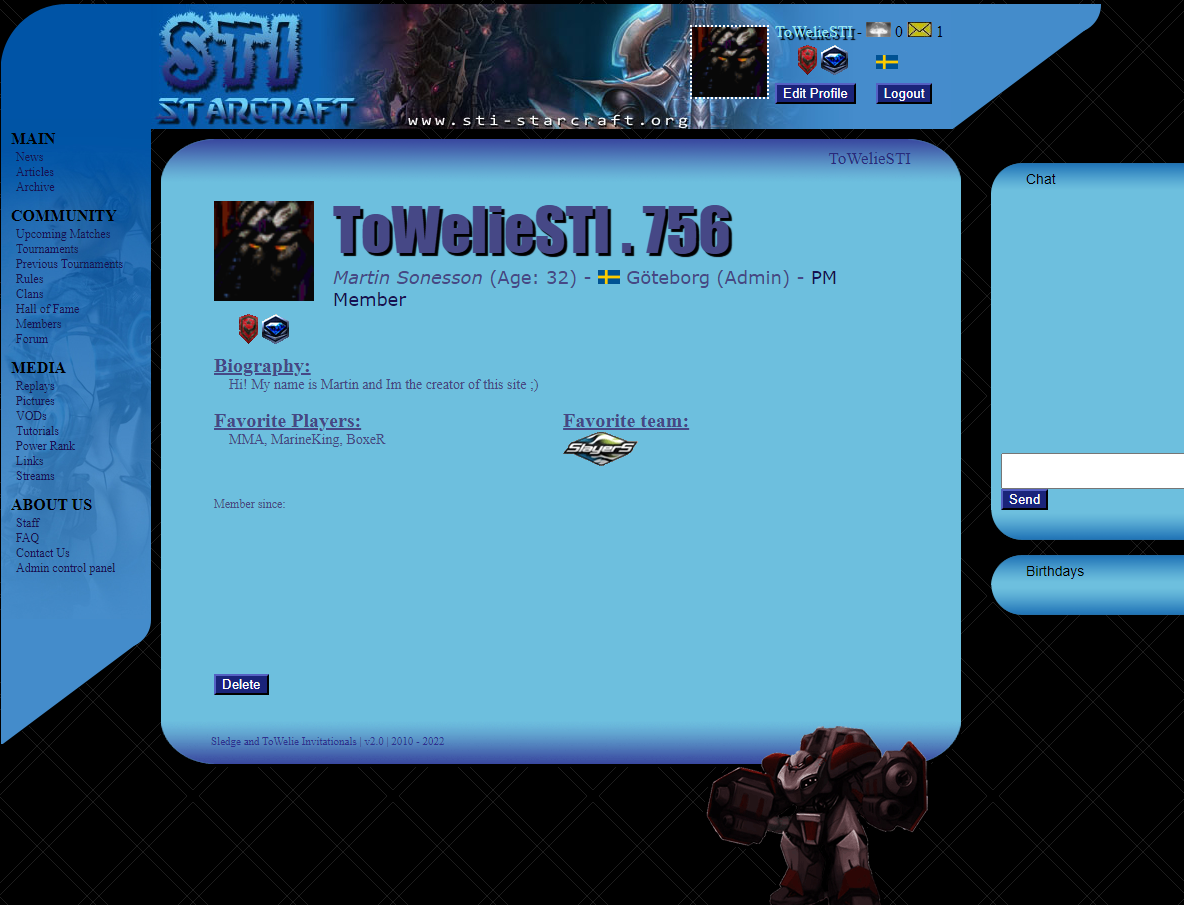 STI
STARCRAFT
www.sti-starcraft.org
ToWelieSTI - 0 1
Edit Profile Logout
MAIN
News
Articles
Archive
COMMUNITY
Upcoming Matches
Tournaments
Previous Tournaments
Rules
Clans
Hall of Fame
Members
Forum
MEDIA
Replays
Pictures
VODs
Tutorials
Power Rank
Links
Streams
ABOUT US
Staff
FAQ
Contact Us
Admin control panel
ToWelieSTI
ToWelieSTI . 756
Martin Sonesson (Age: 32) - Göteborg (Admin) - PM
Member
Biography:
Hi! My name is Martin and Im the creator of this site ;)
Favorite Players:
MMA, MarineKing, BoxeR
Favorite team:
SlayerS
Member since:
Delete
Sledge and ToWelie Invitationals | v2.0 | 2010 - 2022
Chat
Send
Birthdays